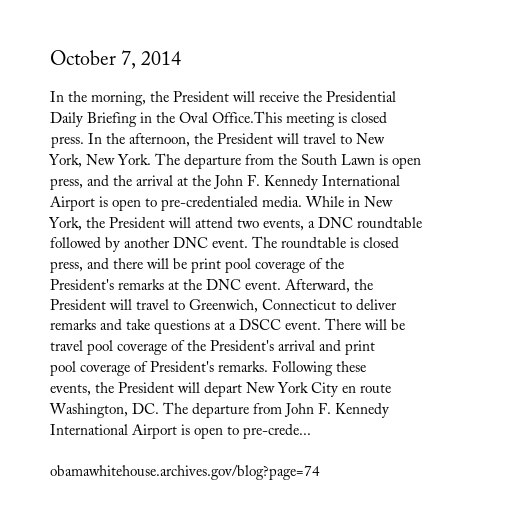 October 7, 2014
In the morning, the President will receive the Presidential
Daily Briefing in the Oval Office.This meeting is closed
press. In the afternoon, the President will travel to New
York, New York. The departure from the South Lawn is open
press, and the arrival at the John F. Kennedy International
Airport is open to pre-credentialed media. While in New
York, the President will attend two events, a DNC roundtable
followed by another DNC event. The roundtable is closed
press, and there will be print pool coverage of the
President's remarks at the DNC event. Afterward, the
President will travel to Greenwich, Connecticut to deliver
remarks and take questions at a DSCC event. There will be
travel pool coverage of the President's arrival and print
pool coverage of President's remarks. Following these
events, the President will depart New York City en route
Washington, DC. The departure from John F. Kennedy
International Airport is open to pre-crede...
obamawhitehouse.archives.gov/blog?page=74